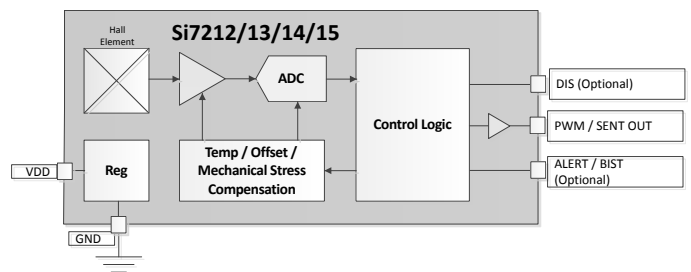 Hall
Element
Si7212/13/14/15
ADC
Control Logic
DIS (Optional)
PWM / SENT OUT
ALERT / BIST
(Optional)
Temp / Offset /
Mechanical Stress
Compensation
Reg
VDD
GND